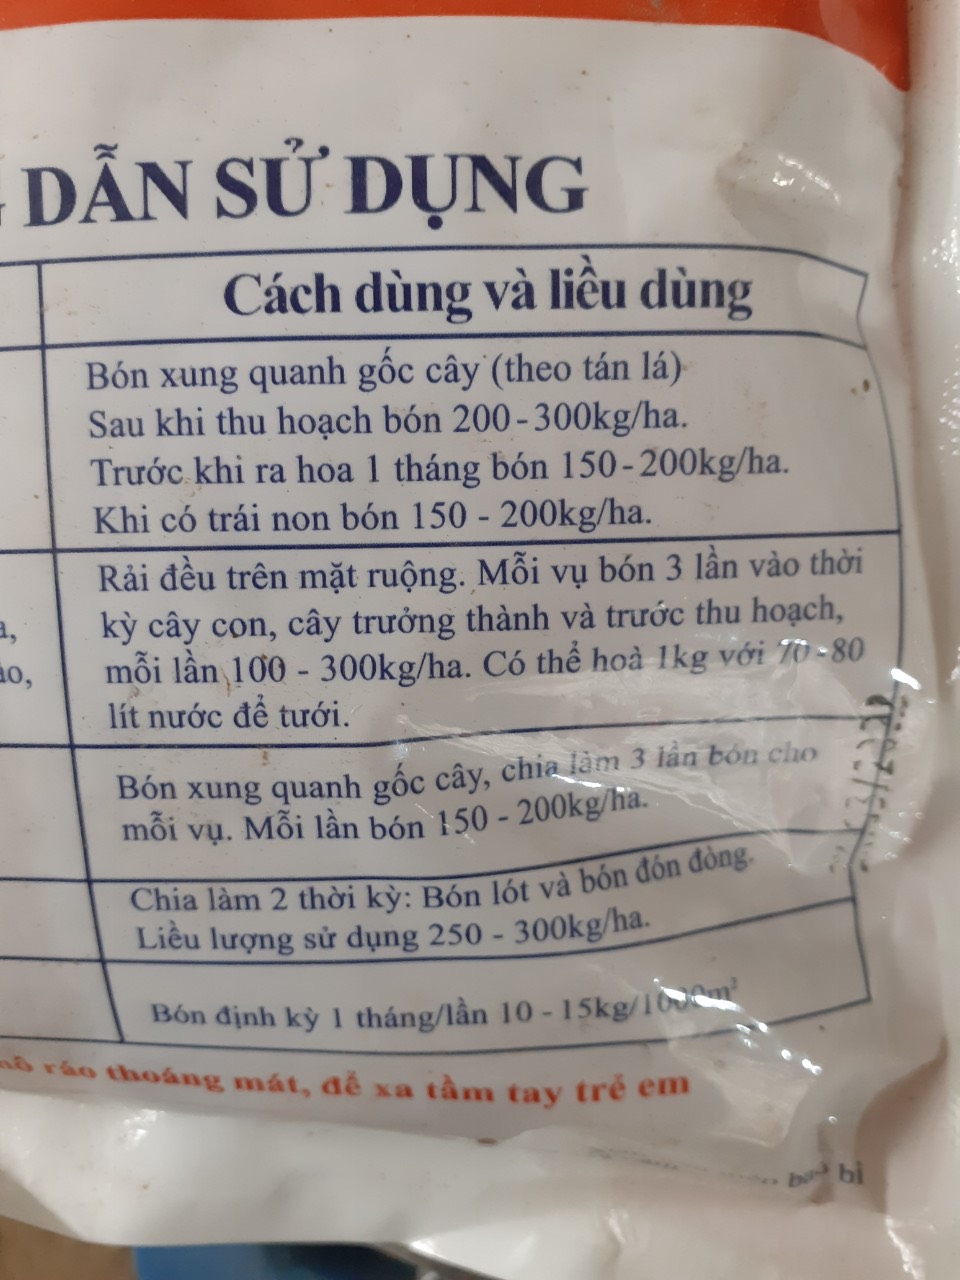 DẪN SỬ DỤNG
Cách dùng và liều dùng
Bón xung quanh gốc cây (theo tán lá)
Sau khi thu hoạch bón 200-300kg/ha.
Trước khi ra hoa 1 tháng bón 150-200kg/ha.
Khi có trái non bón 150 - 200kg/ha.
Rải đều trên mặt ruộng. Mỗi vụ bón 3 lần vào thời
kỳ cây con, cây trưởng thành và trước thu hoạch,
mỗi lần 100 - 300kg/ha. Có thể hoà 1kg với 70-80
lít nước để tưới.
Bón xung quanh gốc cây, chia làm 3 lần bón cho
mỗi vụ. Mỗi lần bón 150 - 200kg/ha.
Chia làm 2 thời kỳ: Bón lót và bón đón đòng.
Liều lượng sử dụng 250 - 300kg/ha.
Bón định kỳ 1 tháng/lần 10 - 15kg/1000m²
ráo thoáng mát, để xa tầm tay trẻ em
bao bì